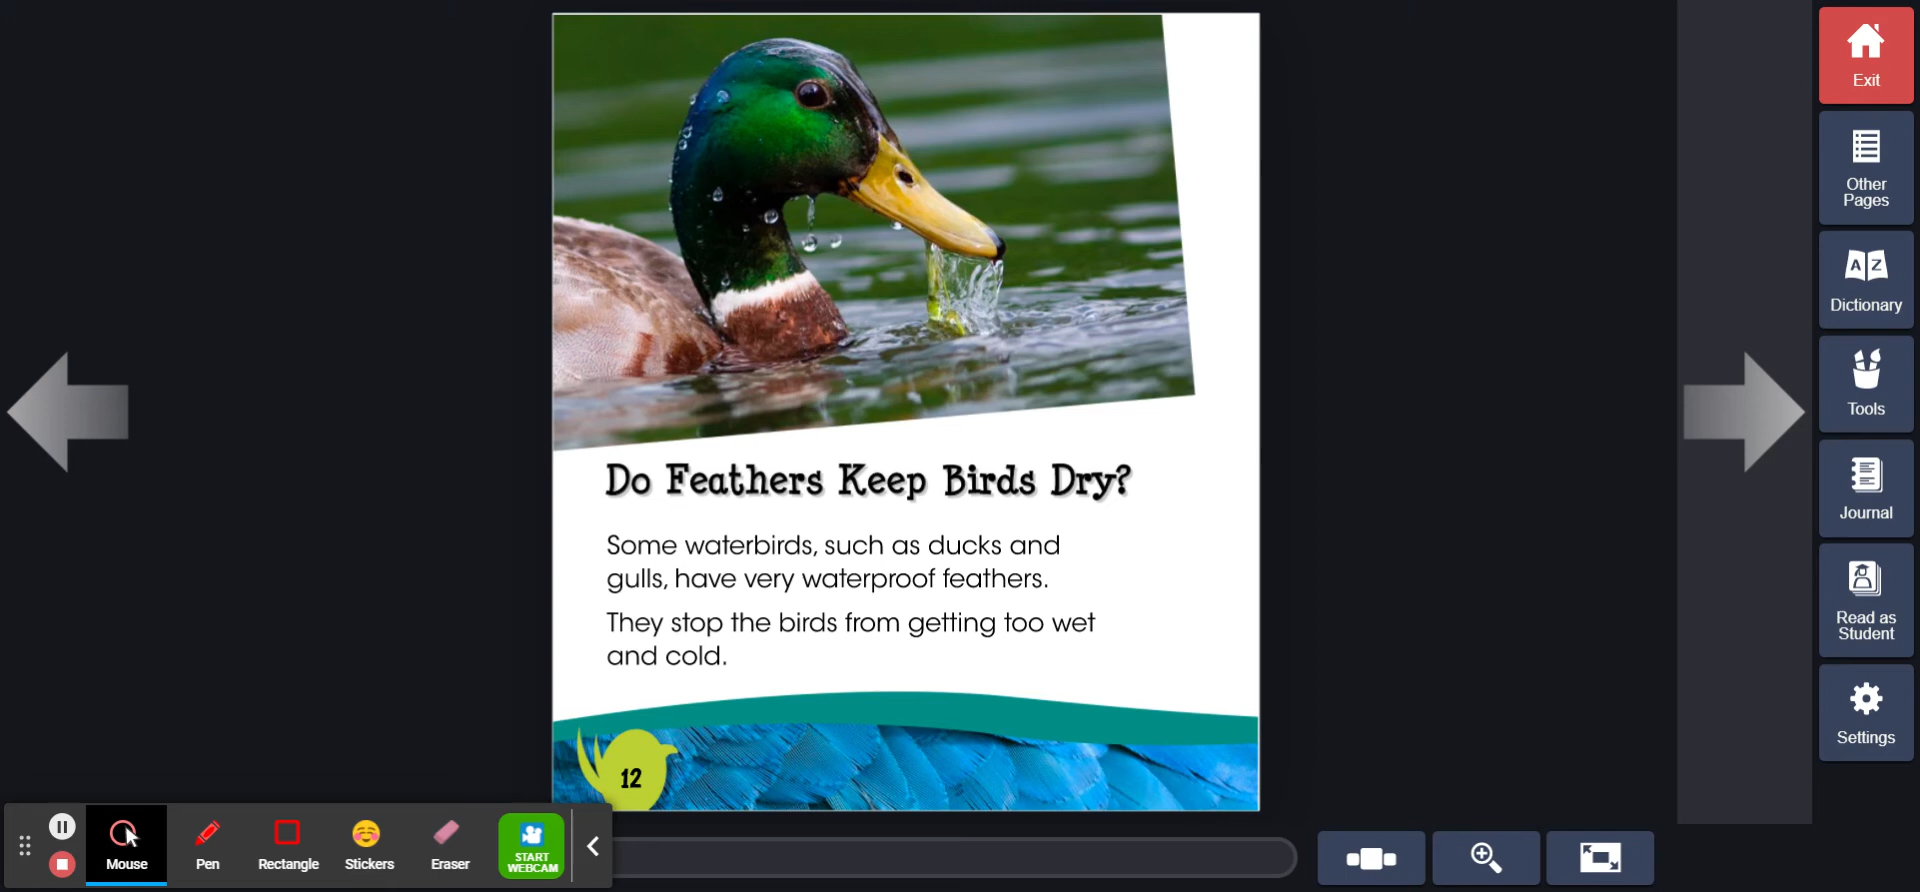 Do Feathers Keep Birds Dry?
Some waterbirds, such as ducks and
gulls, have very waterproof feathers.
They stop the birds from getting too wet
and cold.
12
Exit
Other
Pages
A Z
Dictionary
Tools
Journal
Read as
Student
Settings
Mouse
Pen
Rectangle
Stickers
Eraser
START
WEBCAM